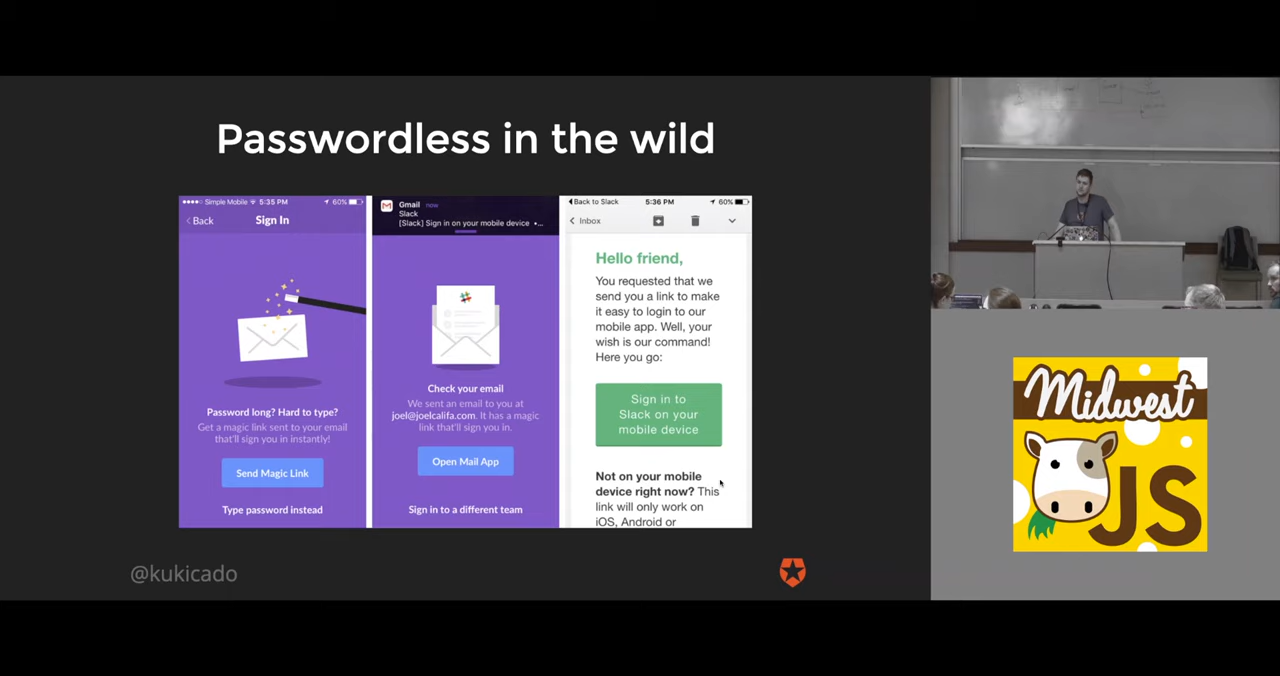 Passwordless in the wild
Simple Mobile 5:35 PM 60%
Back Sign In
Password long? Hard to type?
Get a magic link sent to your email
that'll sign you in instantly!
Send Magic Link
Type password instead
Gmail now
Slack
[Slack] Sign in on your mobile device •...
Check your email
We sent an email to you at
joel@joelcalifa.com. It has a magic
link that'll sign you in.
Open Mail App
Sign in to a different team
Back to Slack 5:36 PM 60%
Inbox
Hello friend,
You requested that we
send you a link to make
it easy to login to our
mobile app. Well, your
wish is our command!
Here you go:
Sign in to
Slack on your
mobile device
Not on your mobile
device right now? This
link will only work on
iOS, Android or
@kukicado
Midwest
JS